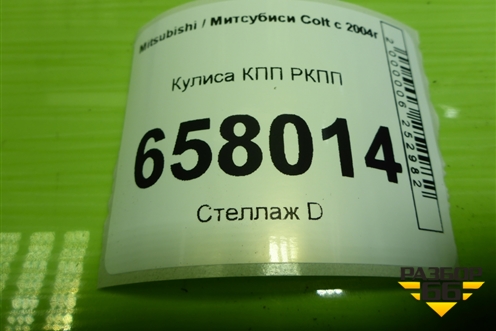 Mitsubishi / Митсубиси Colt с 2004г
Кулиса КПП РКПП
658014
Стеллаж D
2000006252982
РАЗБОР
66